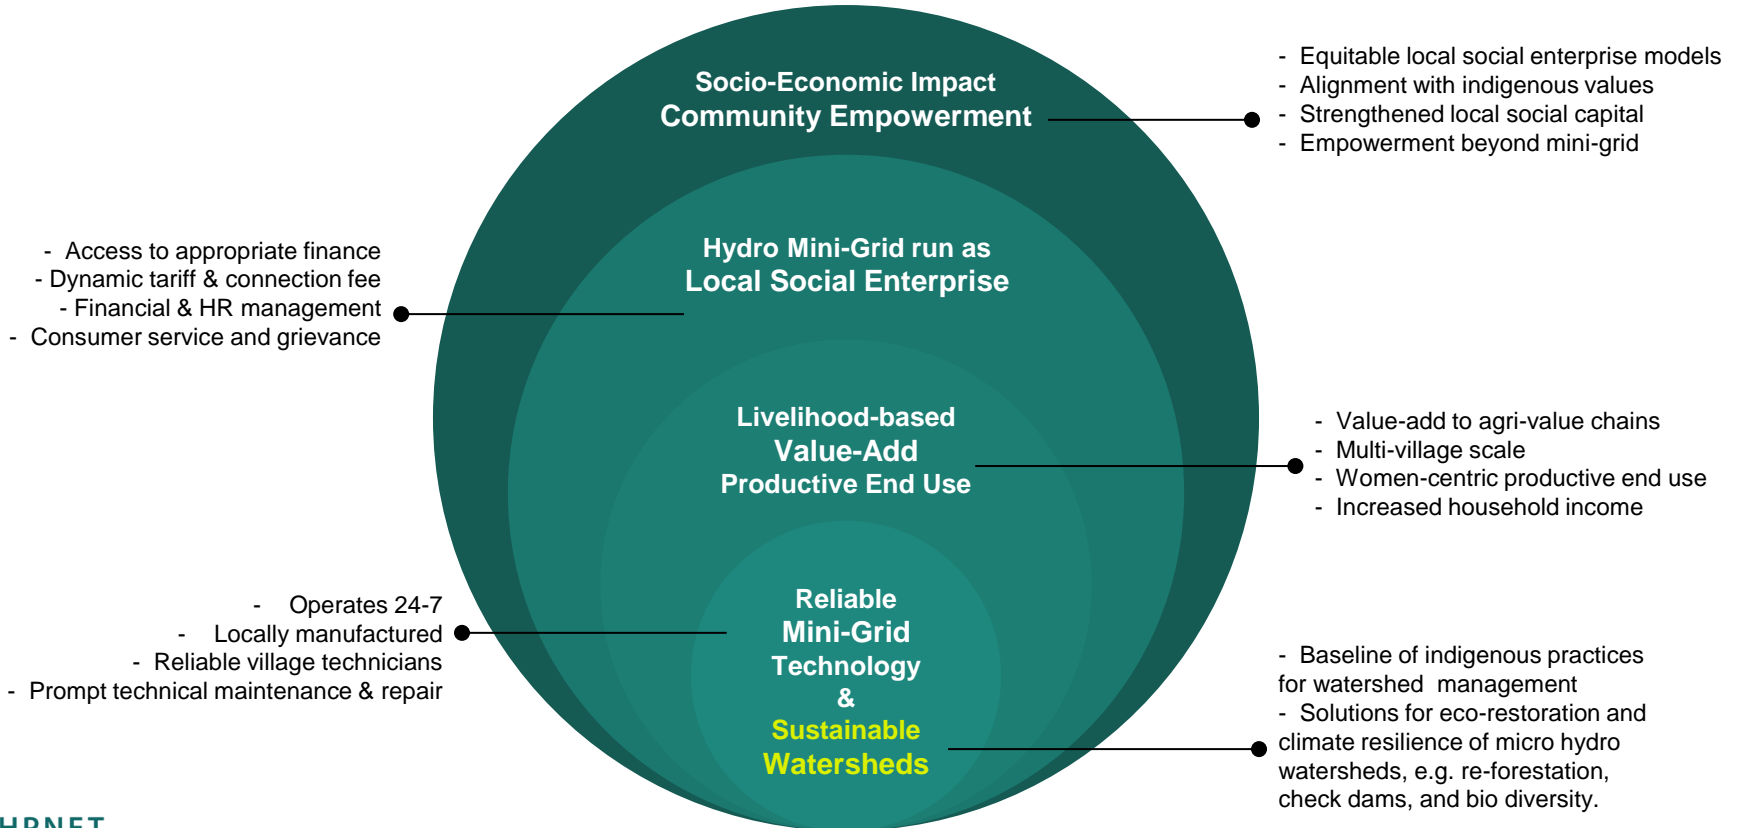 Socio-Economic Impact
Community Empowerment
- Equitable local social enterprise models
- Alignment with indigenous values
- Strengthened local social capital
- Empowerment beyond mini-grid
Hydro Mini-Grid run as
Local Social Enterprise
- Access to appropriate finance
- Dynamic tariff & connection fee
- Financial & HR management
- Consumer service and grievance
Livelihood-based
Value-Add
Productive End Use
- Value-add to agri-value chains
- Multi-village scale
- Women-centric productive end use
- Increased household income
Reliable
Mini-Grid
Technology
&
Sustainable
Watersheds
- Operates 24-7
- Locally manufactured
- Reliable village technicians
- Prompt technical maintenance & repair
- Baseline of indigenous practices
for watershed management
- Solutions for eco-restoration and
climate resilience of micro hydro
watersheds, e.g. re-forestation,
check dams, and bio diversity.
HPNET